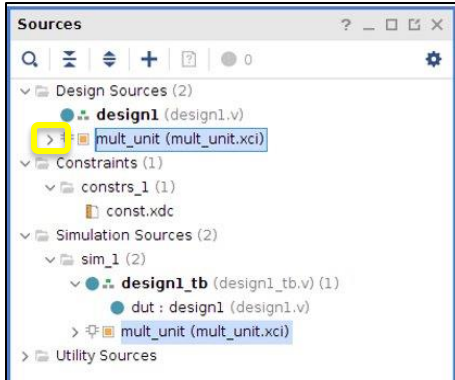 Sources
0
Design Sources (2)
design1 (design1.v)
mult_unit (mult_unit.xci)
Constraints (1)
constrs_1 (1)
const.xdc
Simulation Sources (2)
sim_1 (2)
design1_tb (design1_tb.v) (1)
dut : design1 (design1.v)
mult_unit (mult_unit.xci)
Utility Sources